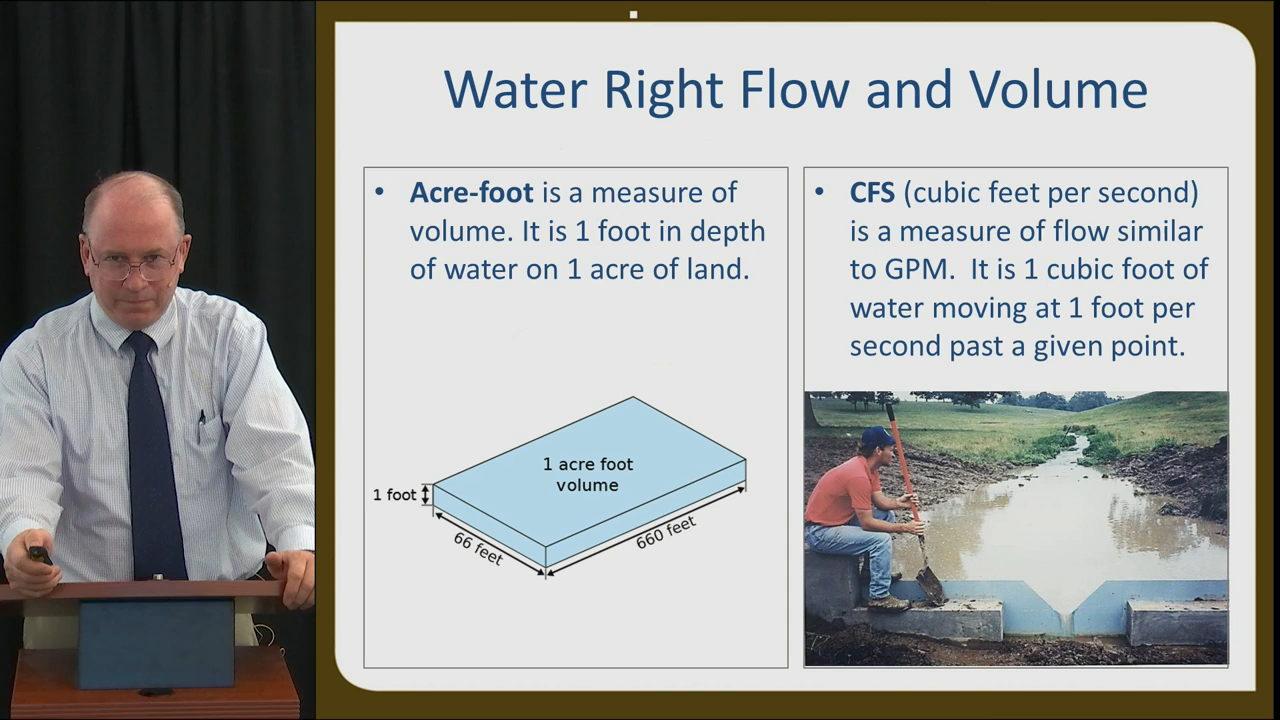 Water Right Flow and Volume
• Acre-foot is a measure of
volume. It is 1 foot in depth
of water on 1 acre of land.
1 acre foot
volume
1 foot
66 feet
660 feet
• CFS (cubic feet per second)
is a measure of flow similar
to GPM.  It is 1 cubic foot of
water moving at 1 foot per
second past a given point.